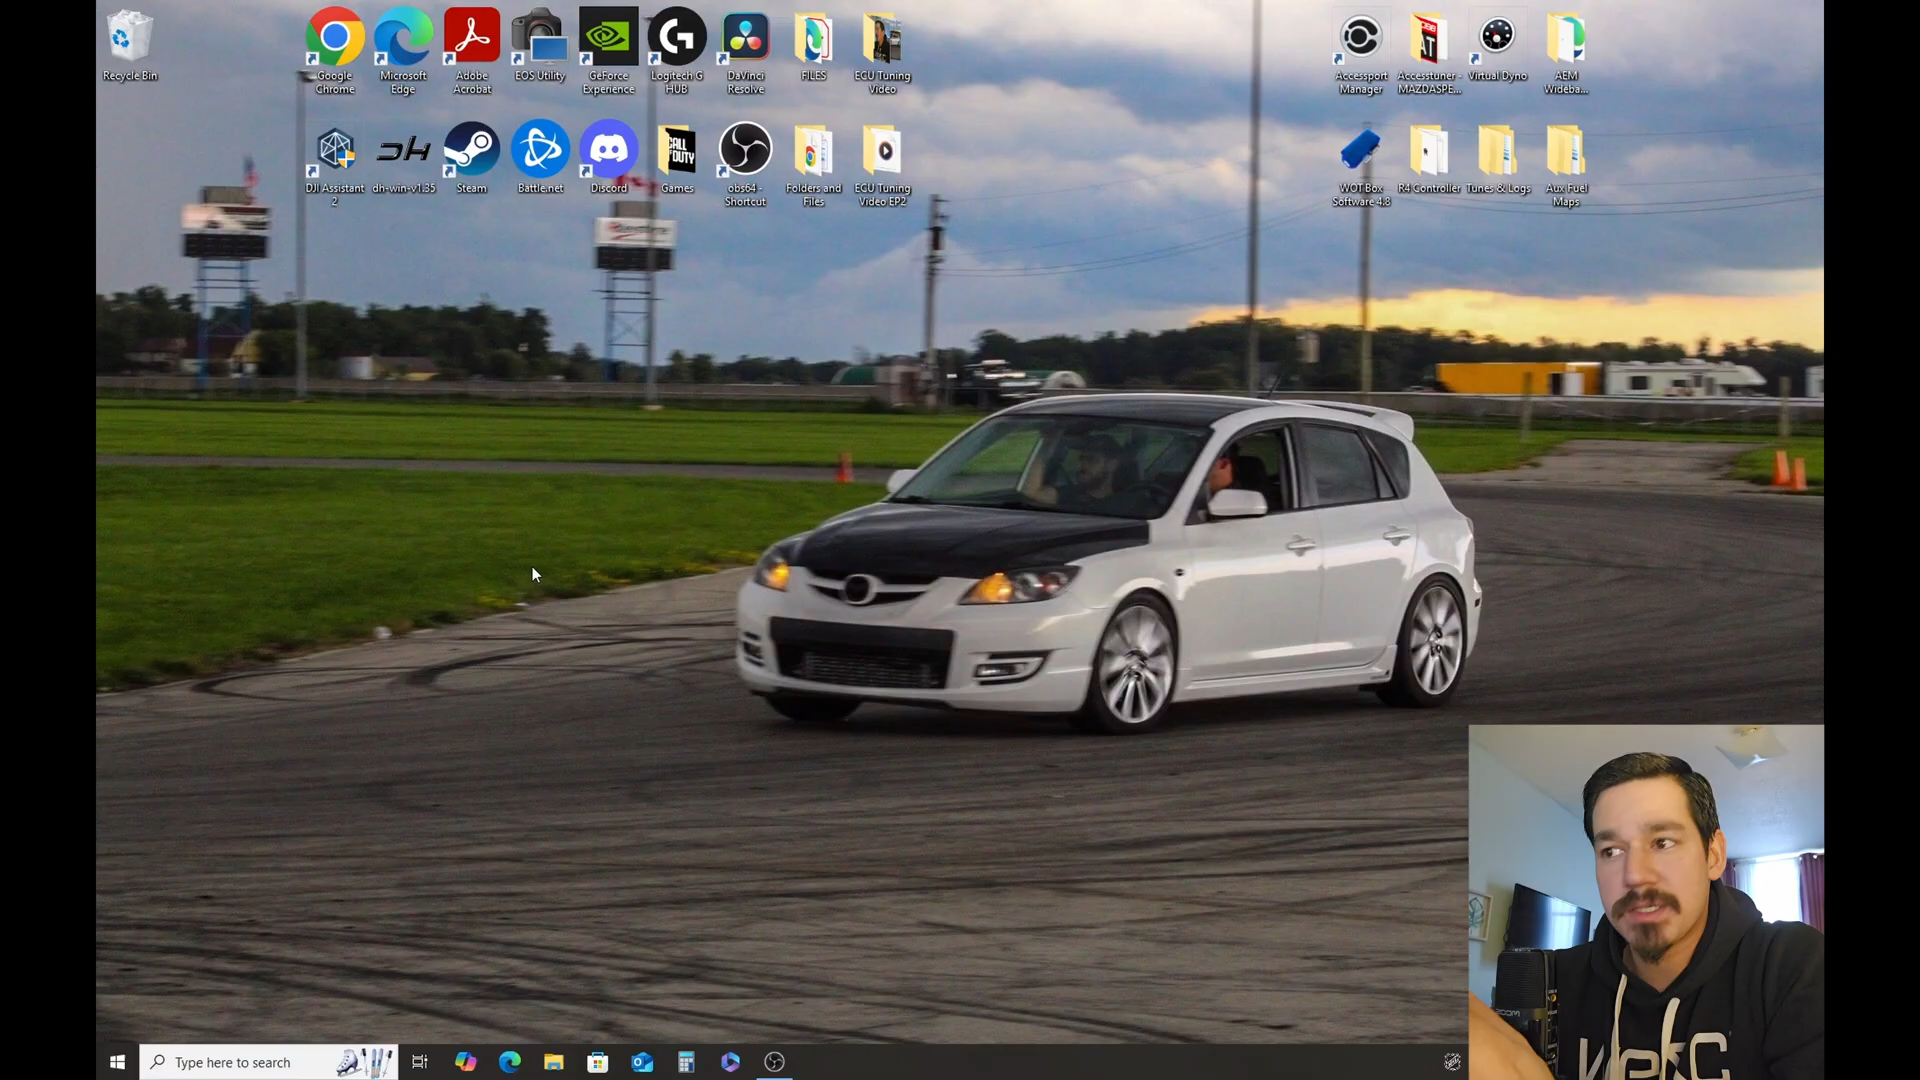 Recycle Bin
Google
Chrome
Microsoft
Edge
Adobe
Acrobat
EOS Utility
GeForce
Experience
Logitech G
HUB
DaVinci
Resolve
FILES
ECU Tuning
Video
Accessport
Manager
Accesstuner -
MAZDASPE...
Virtual Dyno
AEM
Wideba...
DJI Assistant
2
dh-win-v1.35
Steam
Battle.net
Discord
CALL
DUTY
Games
obs64 -
Shortcut
Folders and
Files
ECU Tuning
Video EP2
WOT Box
Software 4.8
R4 Controller
Tunes & Logs
Aux Fuel
Maps
zoom
Type here to search